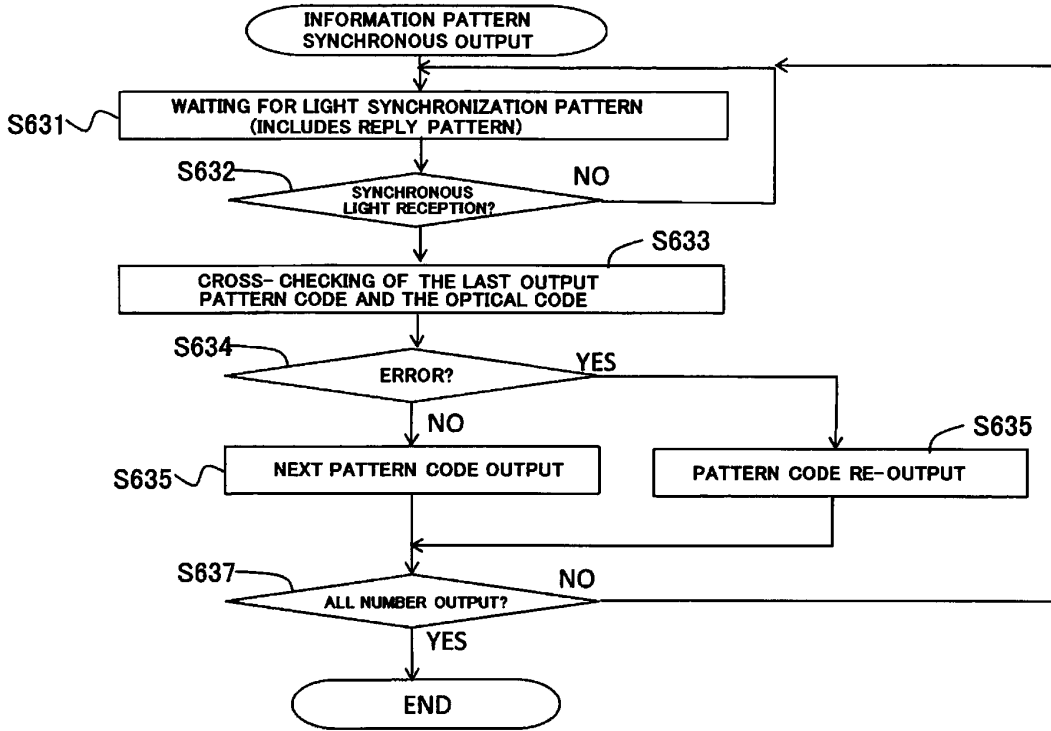 INFORMATION PATTERN
SYNCHRONOUS OUTPUT
WAITING FOR LIGHT SYNCHRONIZATION PATTERN
(INCLUDES REPLY PATTERN)
S631
S632
NO
SYNCHRONOUS
LIGHT RECEPTION?
S633
CROSS-CHECKING OF THE LAST OUTPUT
PATTERN CODE AND THE OPTICAL CODE
S634
YES
ERROR?
NO
S635
S635
NEXT PATTERN CODE OUTPUT
PATTERN CODE RE-OUTPUT
S637
NO
ALL NUMBER OUTPUT?
YES
END